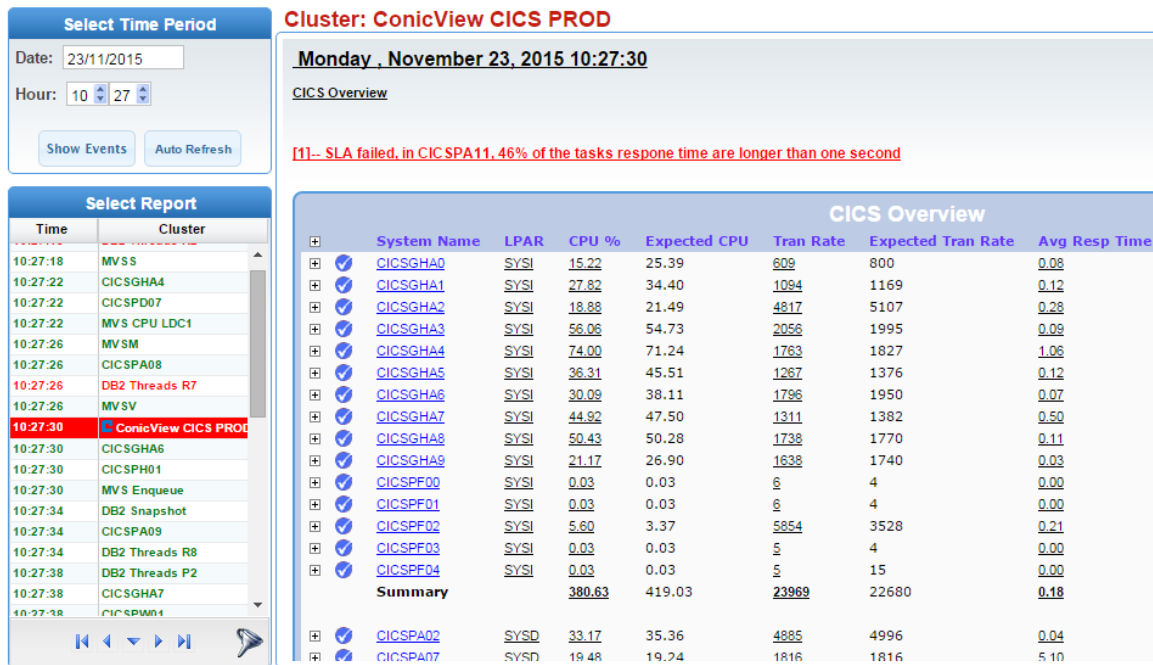 Select Time Period
Date: 23/11/2015
Hour: 10 27
Show Events Auto Refresh
Select Report
Time Cluster
10:27:18 MVSS
10:27:22 CICSGHA4
10:27:22 CICSPD07
10:27:22 MVS CPU LDC1
10:27:26 MVSM
10:27:26 CICSPA08
10:27:26 DB2 Threads R7
10:27:26 MVSV
10:27:30 ConicView CICS PROD
10:27:30 CICSGHA6
10:27:30 CICSPH01
10:27:30 MVS Enqueue
10:27:34 DB2 Snapshot
10:27:34 CICSPA09
10:27:34 DB2 Threads R8
10:27:38 DB2 Threads P2
10:27:38 CICSGHA7
10:27:38 CICSPW01
Cluster: ConicView CICS PROD
Monday , November 23, 2015 10:27:30
CICS Overview
[1]-- SLA failed, in CICSPA11, 46% of the tasks respone time are longer than one second
CICS Overview
System Name LPAR CPU % Expected CPU Tran Rate Expected Tran Rate Avg Resp Time
CICSGHA0 SYSI 15.22 25.39 609 800 0.08
CICSGHA1 SYSI 27.82 34.40 1094 1169 0.12
CICSGHA2 SYSI 18.88 21.49 4817 5107 0.28
CICSGHA3 SYSI 56.06 54.73 2056 1995 0.09
CICSGHA4 SYSI 74.00 71.24 1763 1827 1.06
CICSGHA5 SYSI 36.31 45.51 1267 1376 0.12
CICSGHA6 SYSI 30.09 38.11 1796 1950 0.07
CICSGHA7 SYSI 44.92 47.50 1311 1382 0.50
CICSGHA8 SYSI 50.43 50.28 1738 1770 0.11
CICSGHA9 SYSI 21.17 26.90 1638 1740 0.03
CICSPF00 SYSI 0.03 0.03 6 4 0.00
CICSPF01 SYSI 0.03 0.03 6 4 0.00
CICSPF02 SYSI 5.60 3.37 5854 3528 0.21
CICSPF03 SYSI 0.03 0.03 5 4 0.00
CICSPF04 SYSI 0.03 0.03 5 15 0.00
Summary 380.63 419.03 23969 22680 0.18
CICSPA02 SYSD 33.17 35.36 4885 4996 0.04
CICSPA07 SYSD 19.48 19.24 1816 1816 5.10